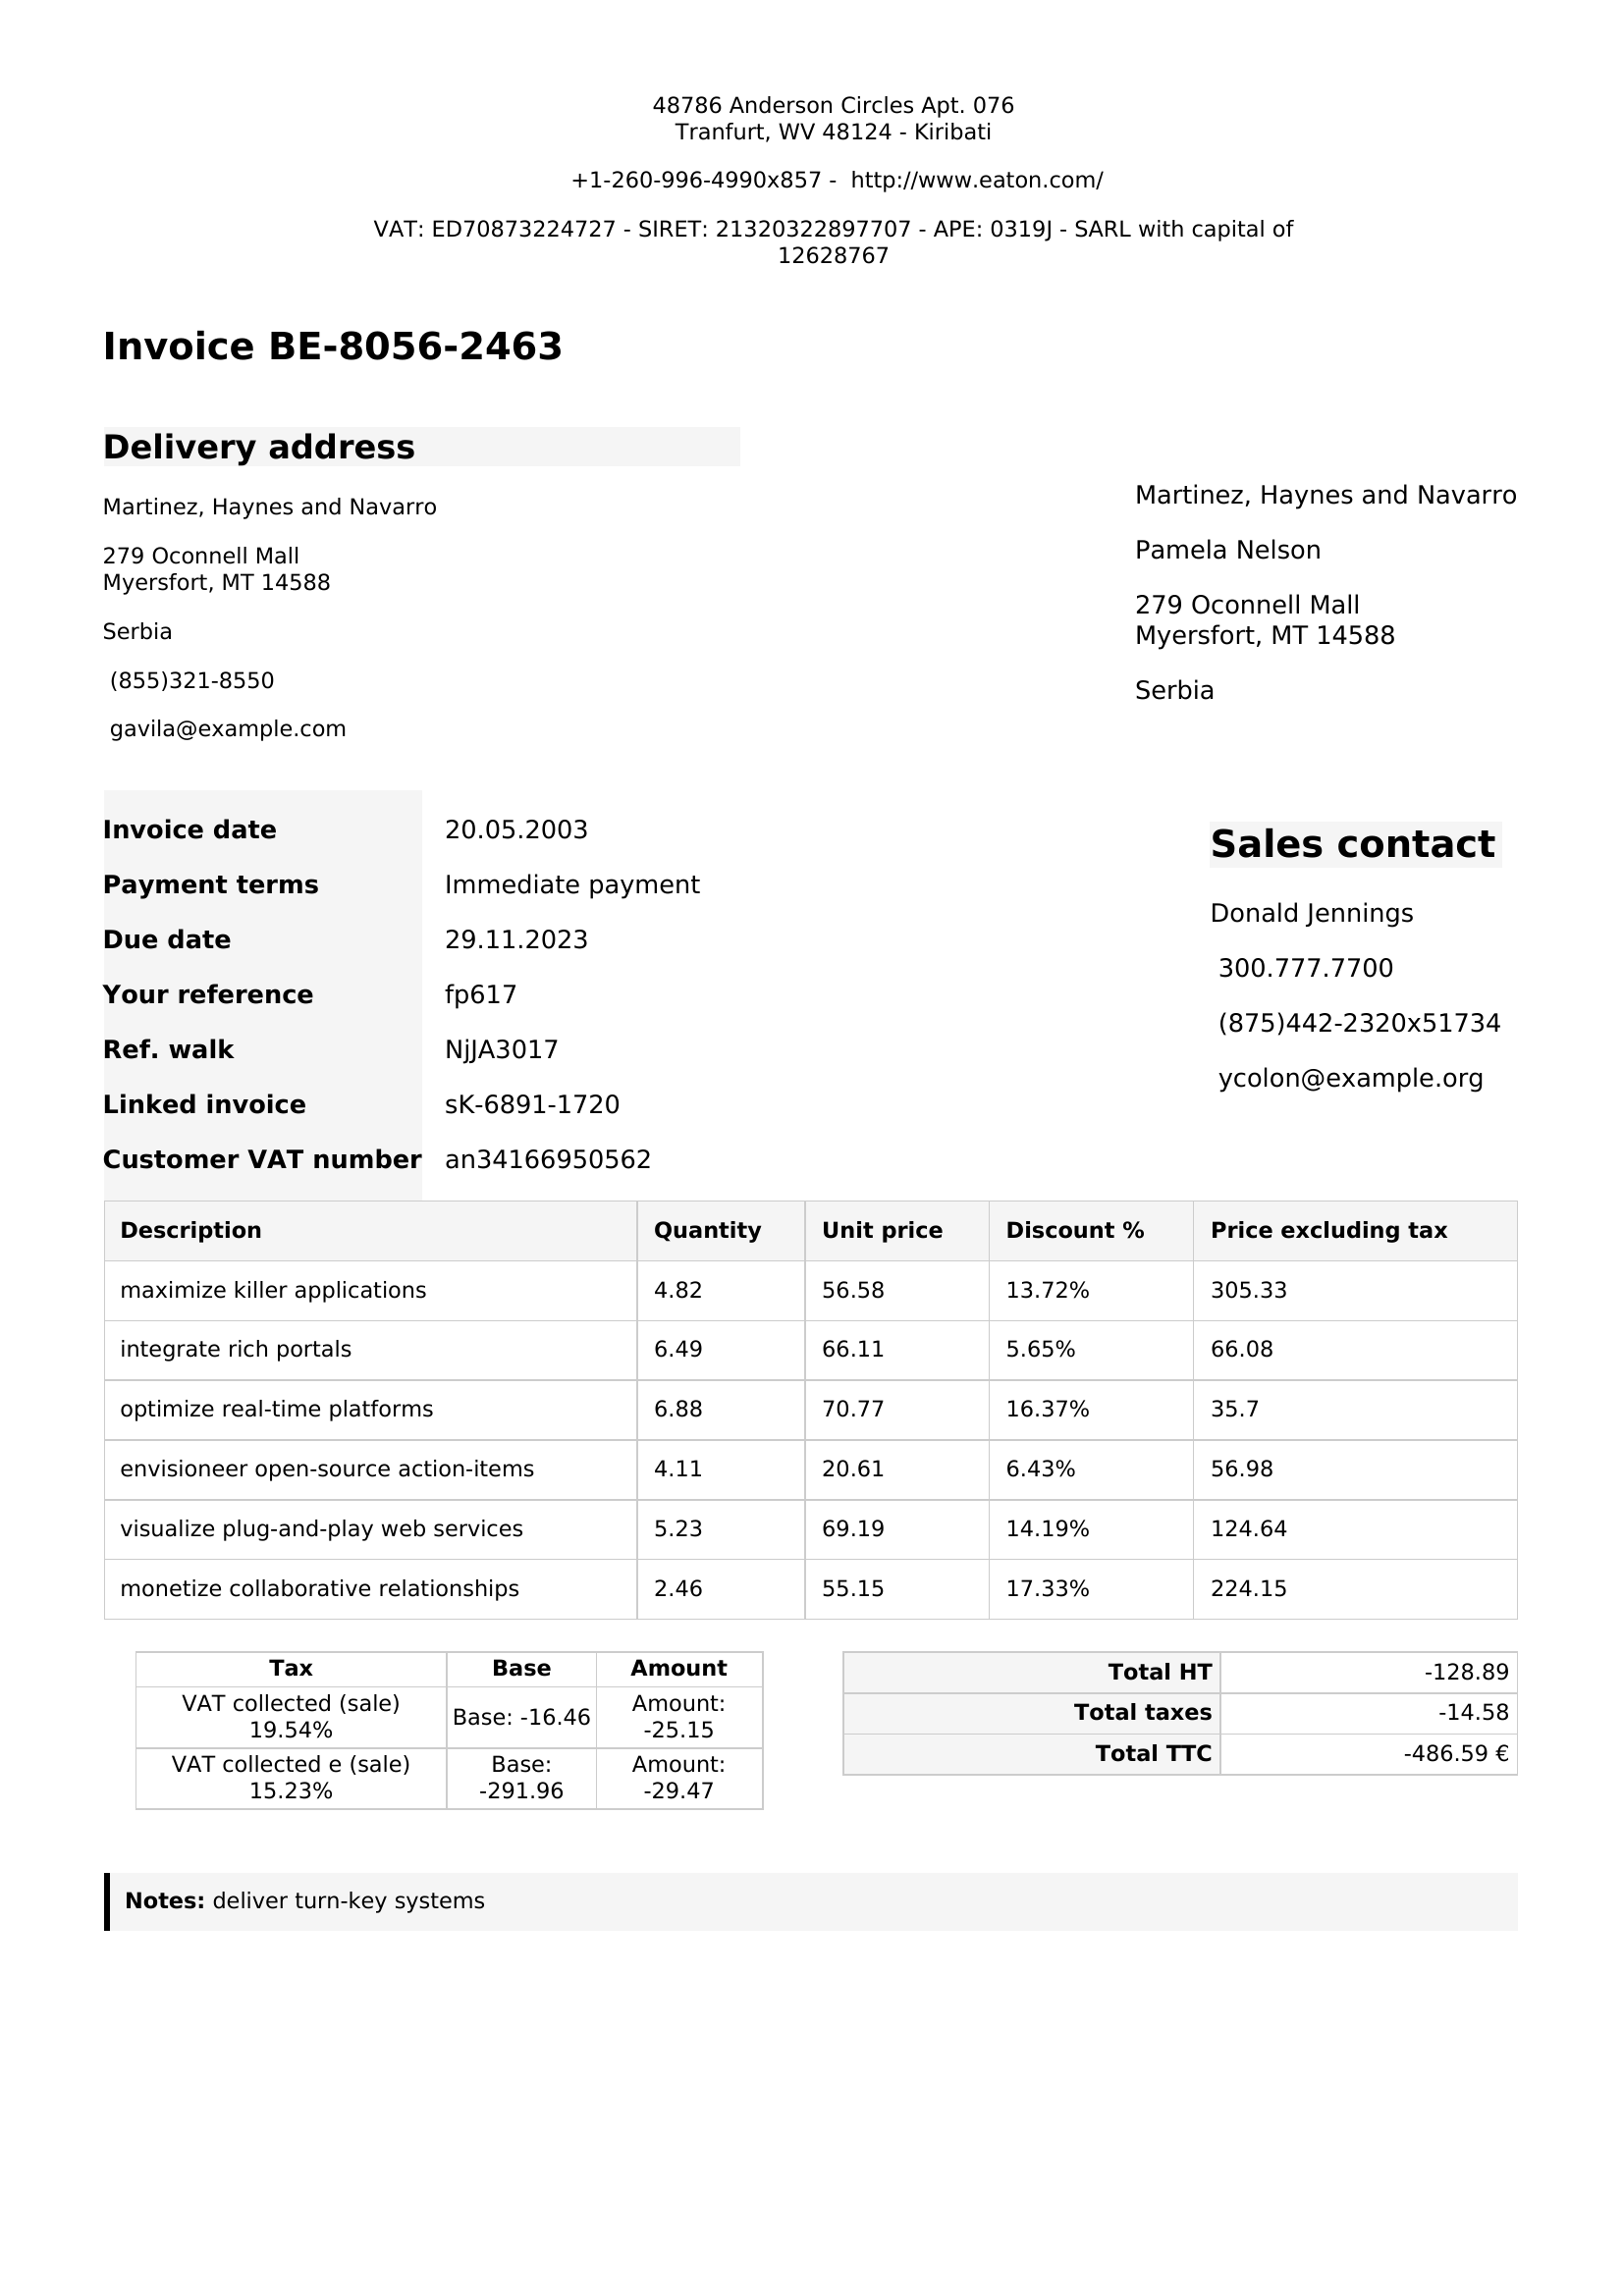 48786 Anderson Circles Apt. 076
Tranfurt, WV 48124 - Kiribati
+1-260-996-4990x857 - http://www.eaton.com/
VAT: ED70873224727 - SIRET: 21320322897707 - APE: 0319J - SARL with capital of
12628767
Invoice BE-8056-2463
Delivery address
Martinez, Haynes and Navarro
279 Oconnell Mall
Myersfort, MT 14588
Serbia
(855)321-8550
gavila@example.com
Martinez, Haynes and Navarro
Pamela Nelson
279 Oconnell Mall
Myersfort, MT 14588
Serbia
Invoice date 20.05.2003
Payment terms Immediate payment
Due date 29.11.2023
Your reference fp617
Ref. walk NjJA3017
Linked invoice sK-6891-1720
Customer VAT number an34166950562
Sales contact
Donald Jennings
300.777.7700
(875)442-2320x51734
ycolon@example.org
Description Quantity Unit price Discount % Price excluding tax
maximize killer applications 4.82 56.58 13.72% 305.33
integrate rich portals 6.49 66.11 5.65% 66.08
optimize real-time platforms 6.88 70.77 16.37% 35.7
envisioneer open-source action-items 4.11 20.61 6.43% 56.98
visualize plug-and-play web services 5.23 69.19 14.19% 124.64
monetize collaborative relationships 2.46 55.15 17.33% 224.15
Tax Base Amount
VAT collected (sale) 19.54% Base: -16.46 Amount: -25.15
VAT collected e (sale) 15.23% Base: -291.96 Amount: -29.47
Total HT -128.89
Total taxes -14.58
Total TTC -486.59 €
Notes: deliver turn-key systems